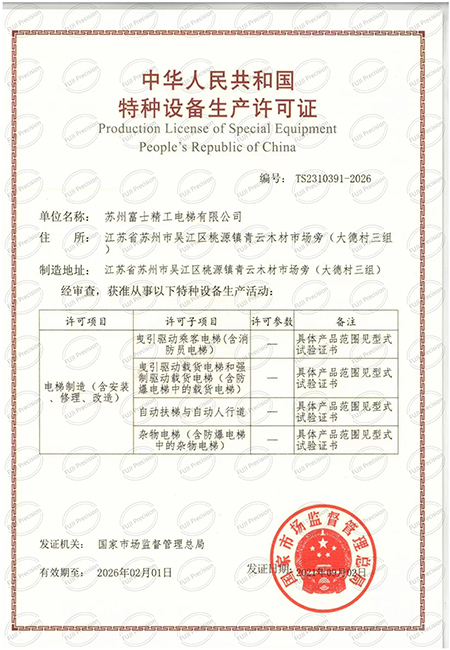 中华人民共和国
特种设备生产许可证
Production License of Special Equipment
People's Republic of China
编号: TS2310391-2026
单位名称: 苏州富士精工电梯有限公司
住 所: 江苏省苏州市吴江区桃源镇青云木材市场旁（大德村三组
）
制造地址: 江苏省苏州市吴江区桃源镇青云木材市场旁（大德村三组）
经审查，获准从事以下特种设备生产活动:
许可项目 许可子项目 许可参数 备注
电梯制造（含安装
、修理、改造）
曳引驱动乘客电梯(含消
防员电梯)
—
具体产品范围见型式
试验证书
曳引驱动载货电梯和强
制驱动载货电梯（含防
爆电梯中的载货电梯）
—
具体产品范围见型式
试验证书
自动扶梯与自动人行道
—
具体产品范围见型式
试验证书
杂物电梯（含防爆电梯
中的杂物电梯）
—
具体产品范围见型式
试验证书
发证机关: 国家市场监督管理总局
有效期至: 2026年02月01日
发证日期:
国家市场监督管理总局
FUJI Precision